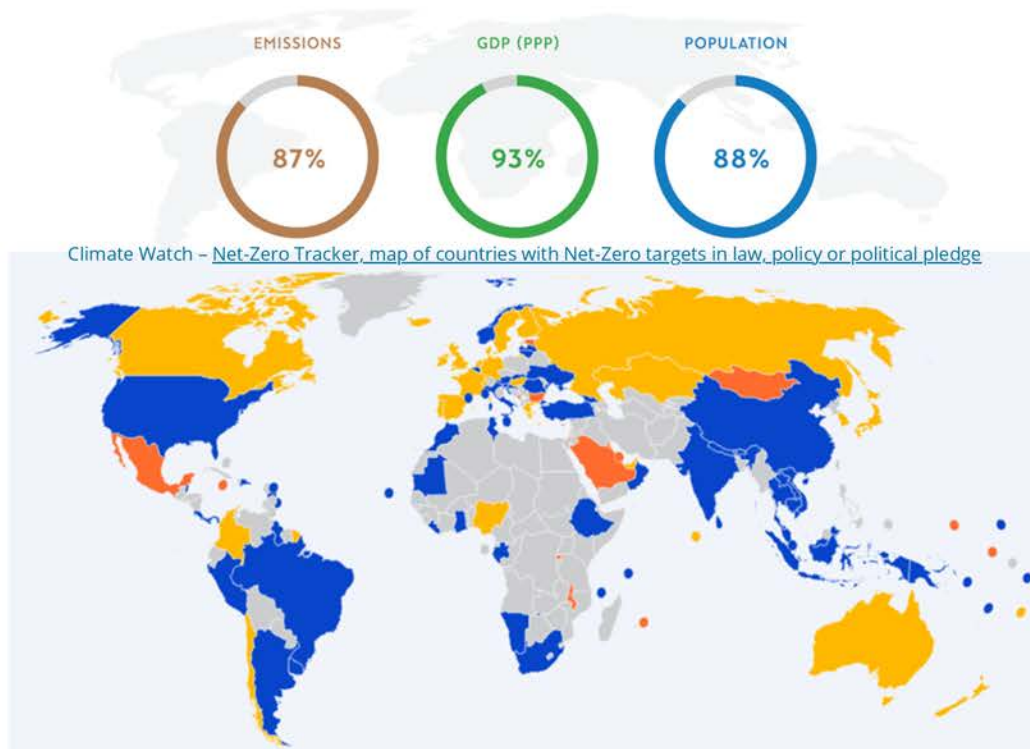 EMISSIONS GDP (PPP) POPULATION
87% 93% 88%
Climate Watch – Net-Zero Tracker, map of countries with Net-Zero targets in law, policy or political pledge